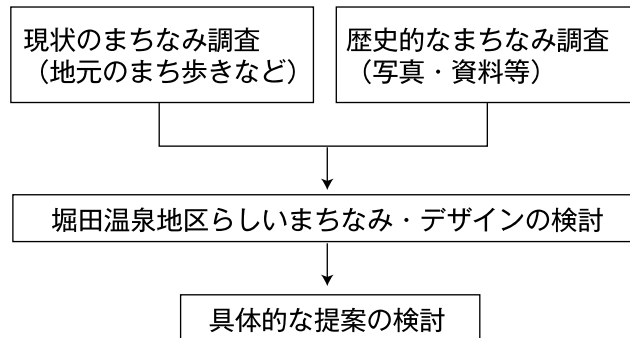 現状のまちなみ調査
（地元のまち歩きなど）
歴史的なまちなみ調査
（写真・資料等）
堀田温泉地区らしいまちなみ・デザインの検討
具体的な提案の検討